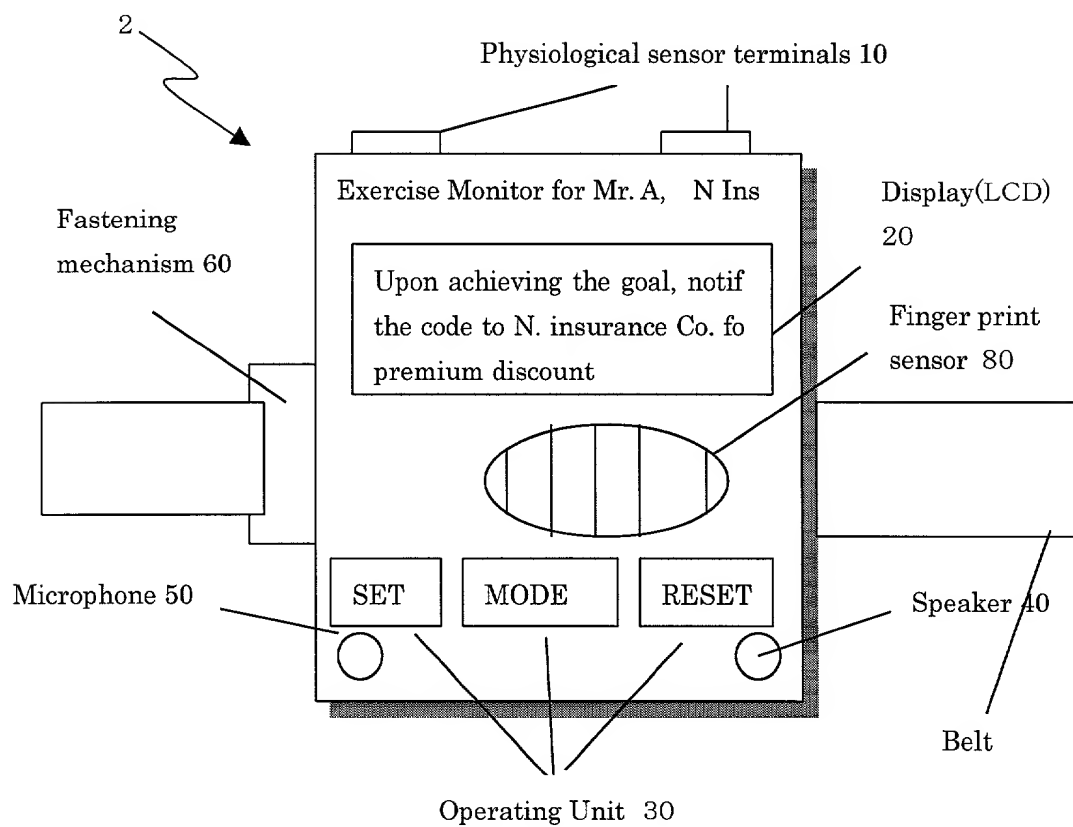 2
Physiological sensor terminals 10
Exercise Monitor for Mr. A, N Ins
Fastening
mechanism 60
Display(LCD)
20
Upon achieving the goal, notif
the code to N. insurance Co. fo
premium discount
Finger print
sensor 80
Microphone 50
SET
MODE
RESET
Speaker 40
Belt
Operating Unit 30